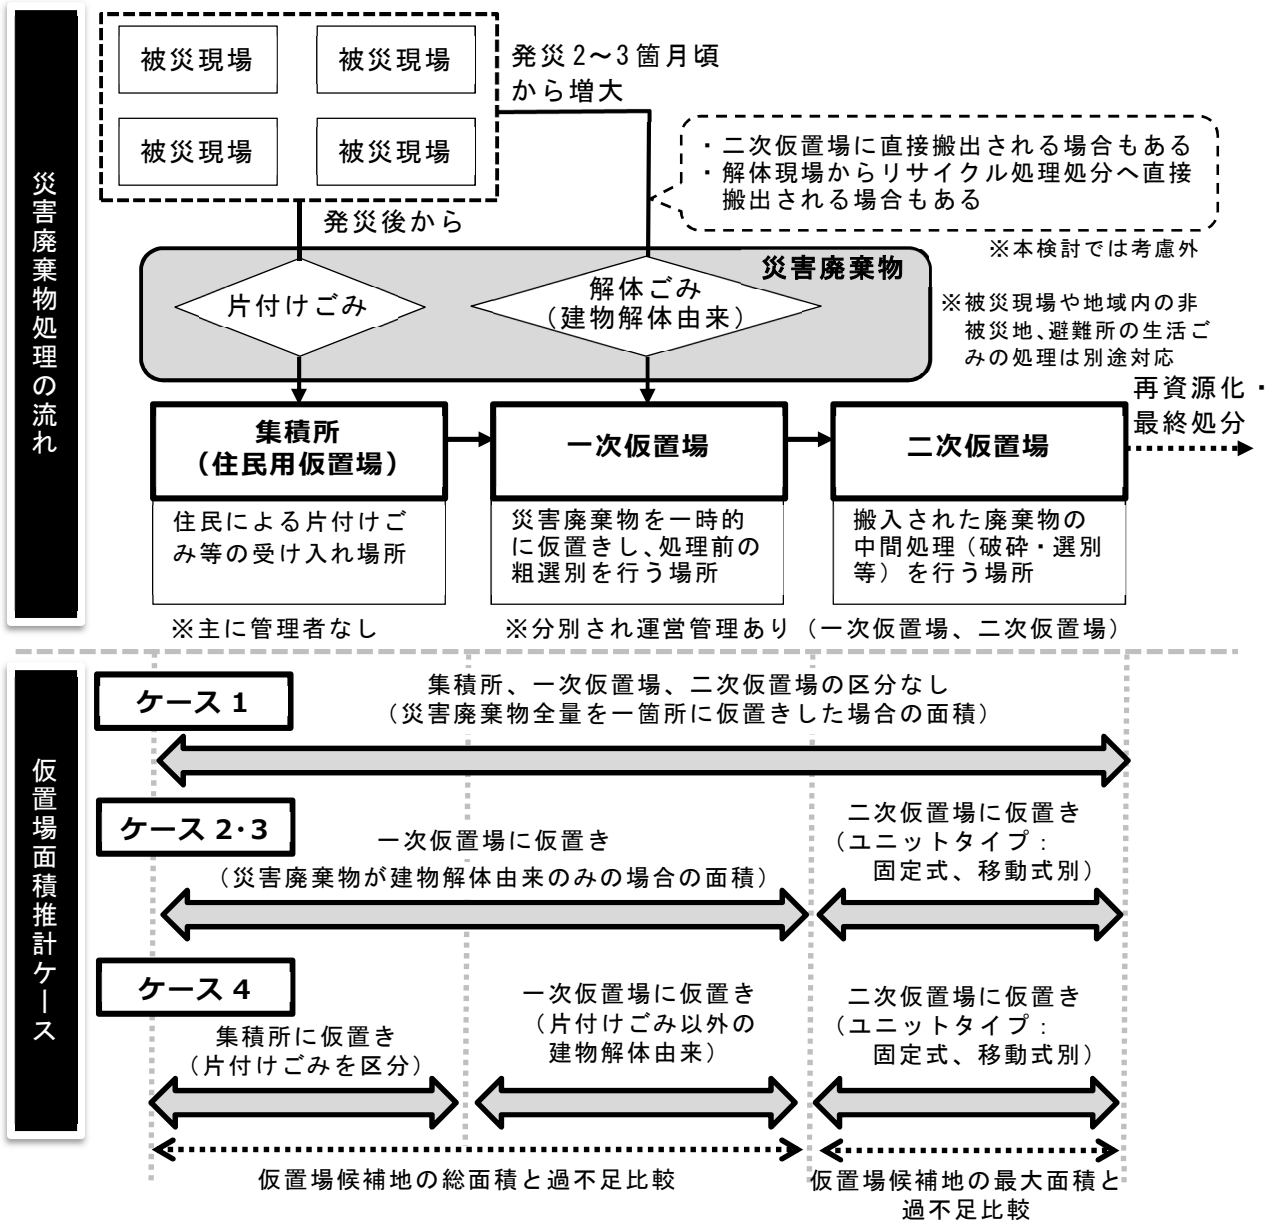 災害廃棄物処理の流れ
被災現場
被災現場
被災現場
被災現場
発災2～3箇月頃
から増大
・二次仮置場に直接搬出される場合もある
・解体現場からリサイクル処理処分へ直接
搬出される場合もある
※本検討では考慮外
発災後から
災害廃棄物
片付けごみ
解体ごみ
（建物解体由来）
※被災現場や地域内の非
被災地、避難所の生活ご
みの処理は別途対応
再資源化・
最終処分
集積所
（住民用仮置場）
一次仮置場
二次仮置場
住民による片付けご
み等の受け入れ場所
災害廃棄物を一時的
に仮置きし、処理前の
粗選別を行う場所
搬入された廃棄物の
中間処理（破砕・選別
等）を行う場所
※主に管理者なし
※分別され運営管理あり（一次仮置場、二次仮置場）
仮置場面積推計ケース
ケース 1
集積所、一次仮置場、二次仮置場の区分なし
（災害廃棄物全量を一箇所に仮置きした場合の面積）
ケース 2･3
一次仮置場に仮置き
（災害廃棄物が建物解体由来のみの場合の面積）
二次仮置場に仮置き
（ユニットタイプ：
固定式、移動式別）
ケース 4
集積所に仮置き
（片付けごみを区分）
一次仮置場に仮置き
（片付けごみ以外の
建物解体由来）
二次仮置場に仮置き
（ユニットタイプ：
固定式、移動式別）
仮置場候補地の総面積と過不足比較
仮置場候補地の最大面積と
過不足比較